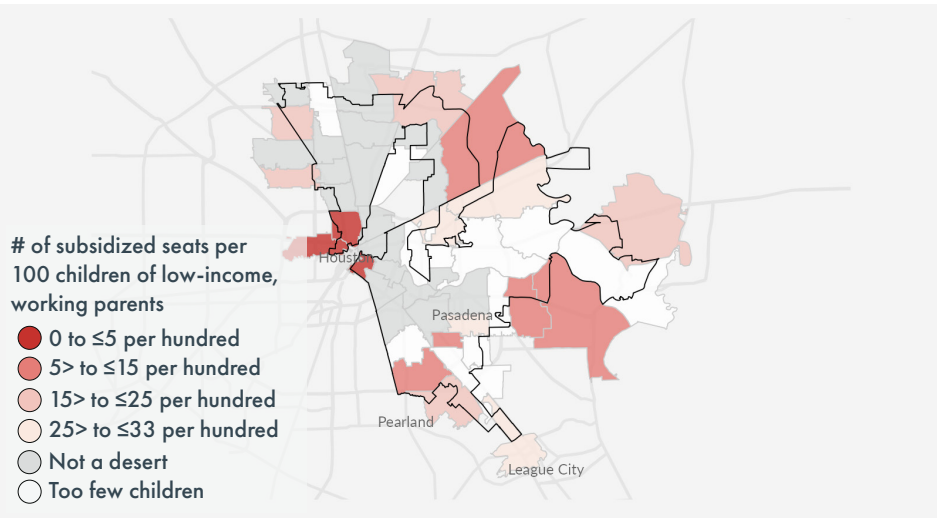 # of subsidized seats per
100 children of low-income,
working parents
0 to ≤5 per hundred
5> to ≤15 per hundred
15> to ≤25 per hundred
25> to ≤33 per hundred
Not a desert
Too few children
Houston
Pasadena
Pearland
League City